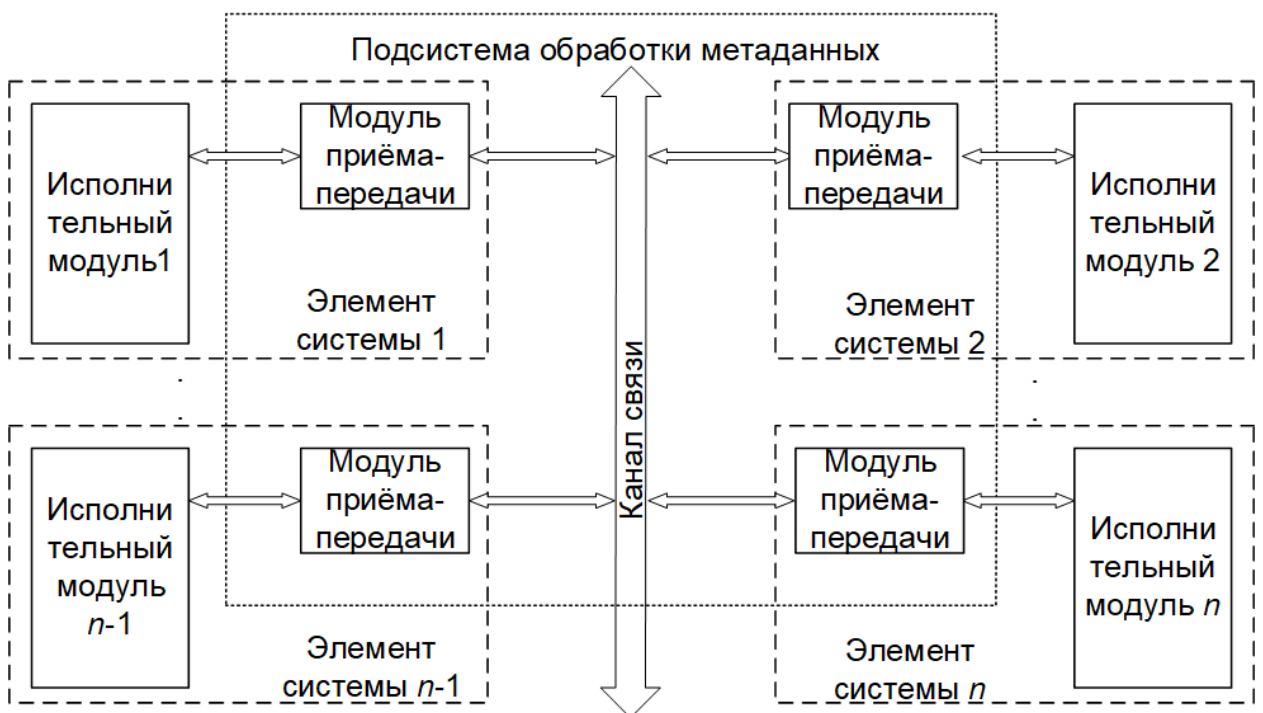 Подсистема обработки метаданных
Исполни
тельный
модуль1
Модуль
приёма-
передачи
Элемент
системы 1
Модуль
приёма-
передачи
Исполни
тельный
модуль 2
Элемент
системы 2
Канал связи
Исполни
тельный
модуль
n-1
Модуль
приёма-
передачи
Элемент
системы n-1
Модуль
приёма-
передачи
Исполни
тельный
модуль n
Элемент
системы n